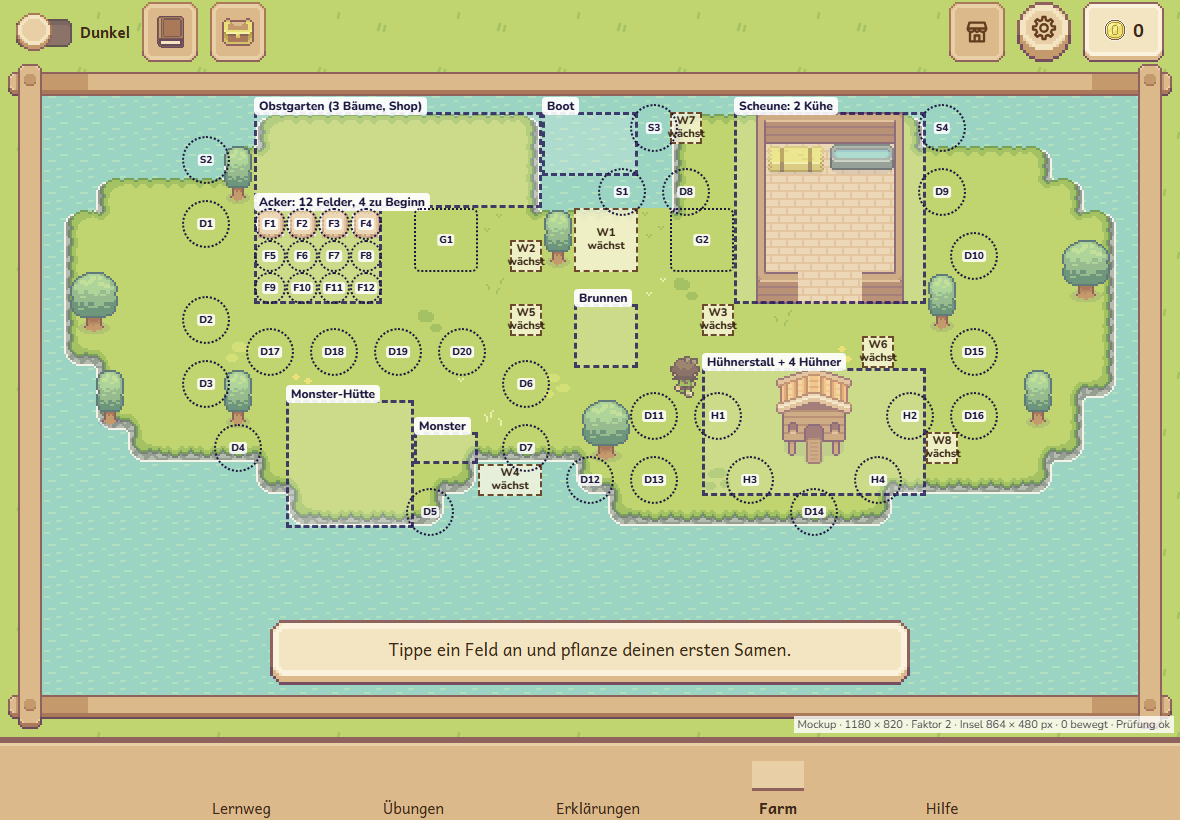 Dunkel
0
Obstgarten (3 Bäume, Shop)
Boot
Scheune: 2 Kühe
S3
W7
wächst
S4
S2
S1
D8
D9
Acker: 12 Felder, 4 zu Beginn
F1
F2
F3
F4
D1
G1
W1
wächst
G2
W2
wächst
F5
F6
F7
F8
D10
F9
F10
F11
F12
Brunnen
D2
W5
wächst
W3
wächst
D17
D18
D19
D20
W6
wächst
D15
Hühnerstall + 4 Hühner
D3
D6
Monster-Hütte
D11
H1
H2
D16
Monster
D4
D7
W8
wächst
W4
wächst
D12
D13
H3
H4
D5
D14
Tippe ein Feld an und pflanze deinen ersten Samen.
Mockup · 1180 × 820 · Faktor 2 · Insel 864 × 480 px · 0 bewegt · Prüfung ok
Lernweg
Übungen
Erklärungen
Farm
Hilfe